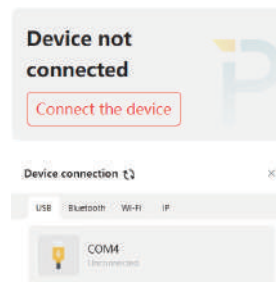 Device not
connected
Connect the device
Device connection
USB Bluetooth Wi-Fi IP
COM4
Unconnected